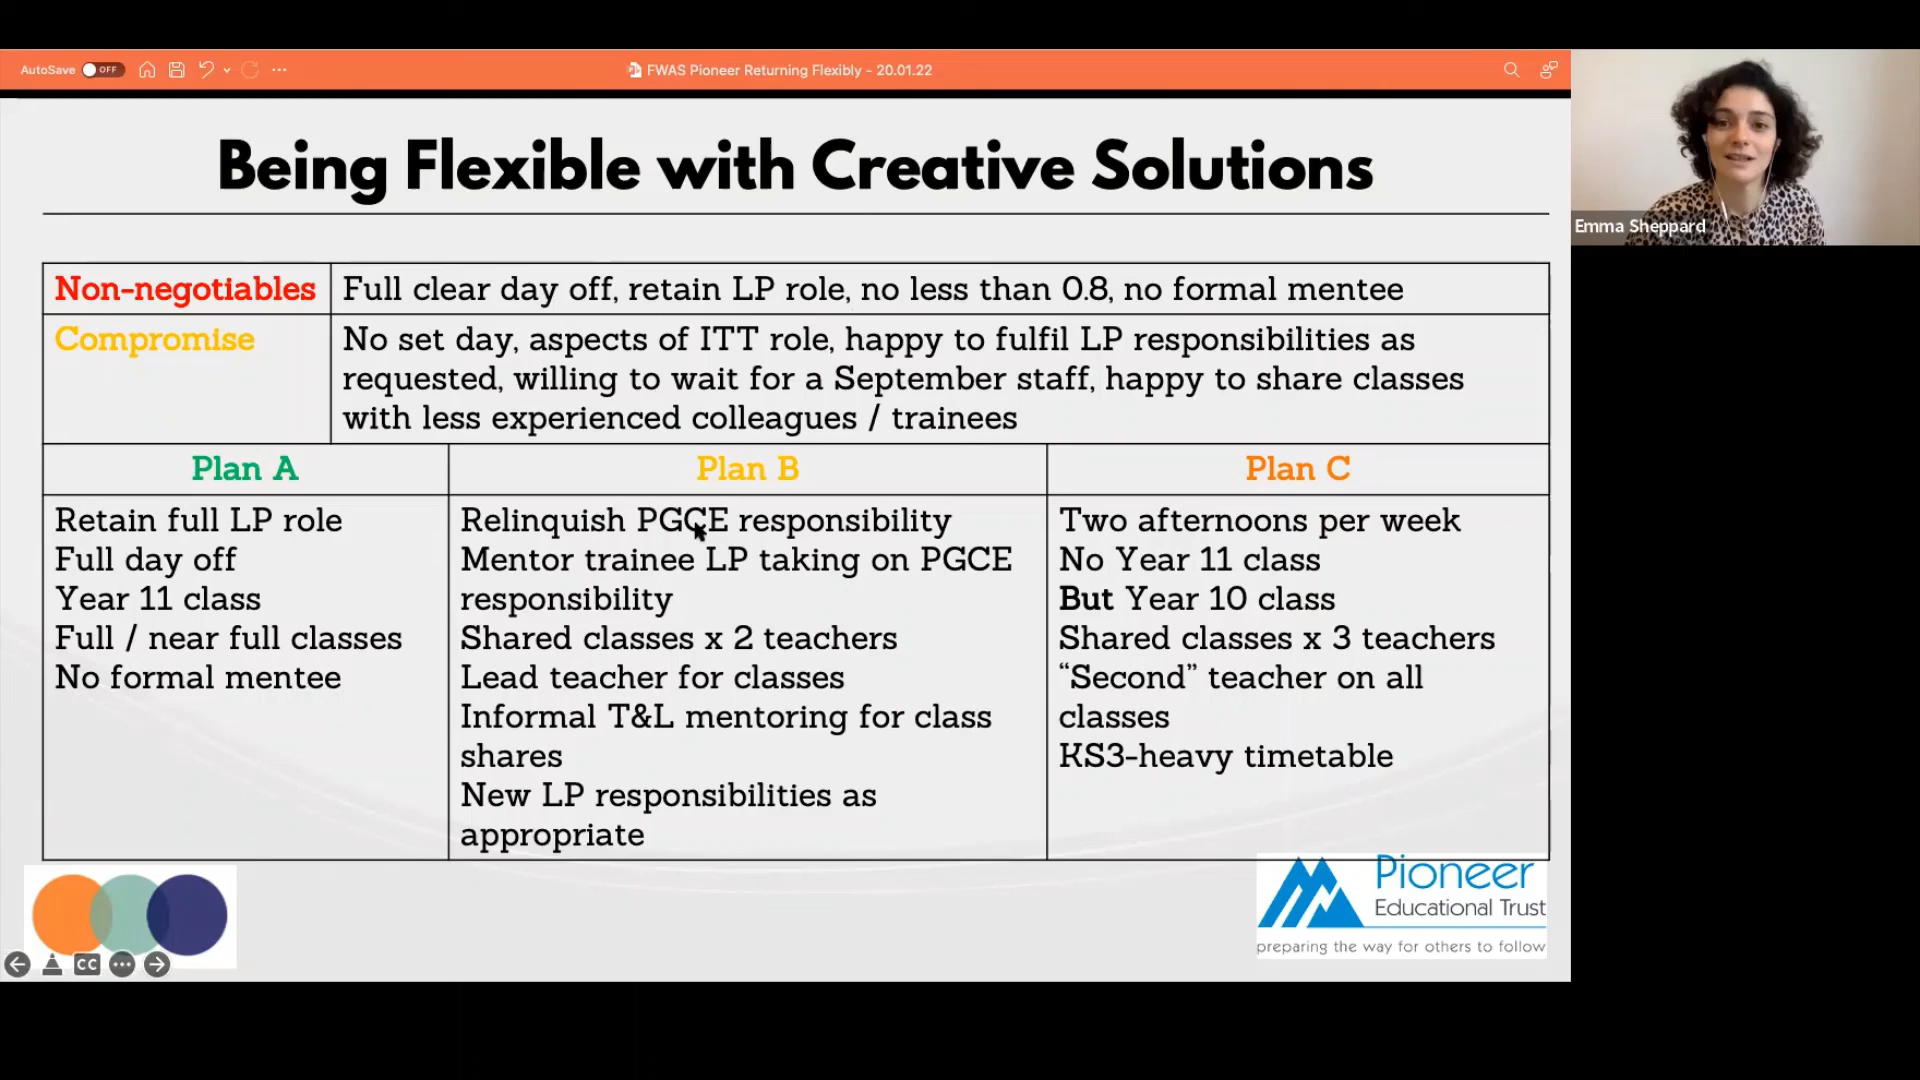 AutoSave OFF
FWAS Pioneer Returning Flexibly - 20.01.22
Being Flexible with Creative Solutions
Emma Sheppard
Non-negotiables
Full clear day off, retain LP role, no less than 0.8, no formal mentee
Compromise
No set day, aspects of ITT role, happy to fulfil LP responsibilities as
requested, willing to wait for a September staff, happy to share classes
with less experienced colleagues / trainees
Plan A
Plan B
Plan C
Retain full LP role
Full day off
Year 11 class
Full / near full classes
No formal mentee
Relinquish PGCE responsibility
Mentor trainee LP taking on PGCE
responsibility
Shared classes x 2 teachers
Lead teacher for classes
Informal T&L mentoring for class
shares
New LP responsibilities as
appropriate
Two afternoons per week
No Year 11 class
But Year 10 class
Shared classes x 3 teachers
“Second” teacher on all
classes
KS3-heavy timetable
CC
Pioneer
Educational Trust
preparing the way for others to follow